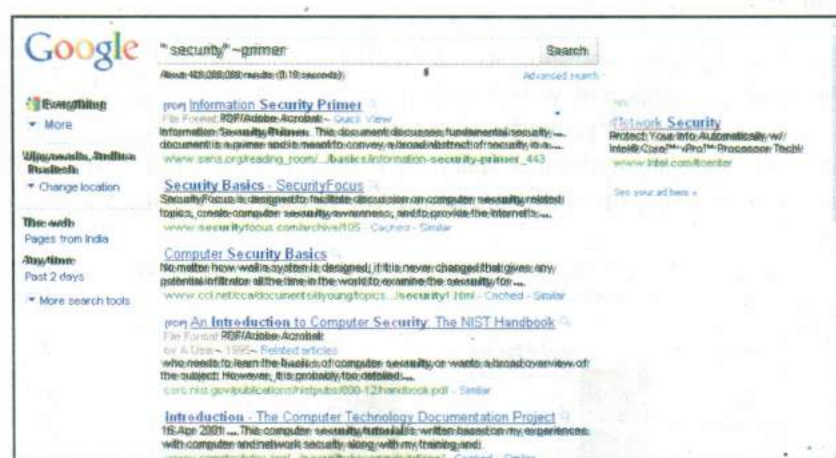 Google
"security" ~primer
Search
About 428,000,000 results (0.10 seconds)
Advanced search
Everything
More
Vijayawada, Andhra Pradesh
Change location
The web
Pages from India
Any time
Past 2 days
More search tools
[PDF] Information Security Primer
File Format: PDF/Adobe Acrobat - Quick View
Information Security Primer. This document discusses fundamental security ...
document is a primer and is meant to convey a broad abstract of security, in a ...
www.sans.org/reading_room/.../basics/information-security-primer_443
Security Basics - SecurityFocus
SecurityFocus is designed to facilitate discussion on computer security related
topics, create computer security awareness, and to provide the Internet's ...
www.securityfocus.com/archive/105 - Cached - Similar
Computer Security Basics
No matter how well a system is designed, if it is never changed that gives any
potential infiltrator all the time in the world to examine the security for ...
www.ccl.net/cca/documents/dyoung/topics.../security1.html - Cached - Similar
[PDF] An Introduction to Computer Security: The NIST Handbook
File Format: PDF/Adobe Acrobat
by A User - 1995 - Related articles
who needs to learn the basics of computer security or wants a broad overview of
the subject. However, it is probably too detailed ...
csrc.nist.gov/publications/nistpubs/800-12/handbook.pdf - Similar
Introduction - The Computer Technology Documentation Project
16 Apr 2001 ... This computer security tutorial is written based on my experiences
with computer and network security, along with my training and
Cached - Similar
Network Security
Protect Your Info Automatically w/
Intel® Core™ vPro™ Processor Tech!
www.intel.com/itcenter
See your ad here »